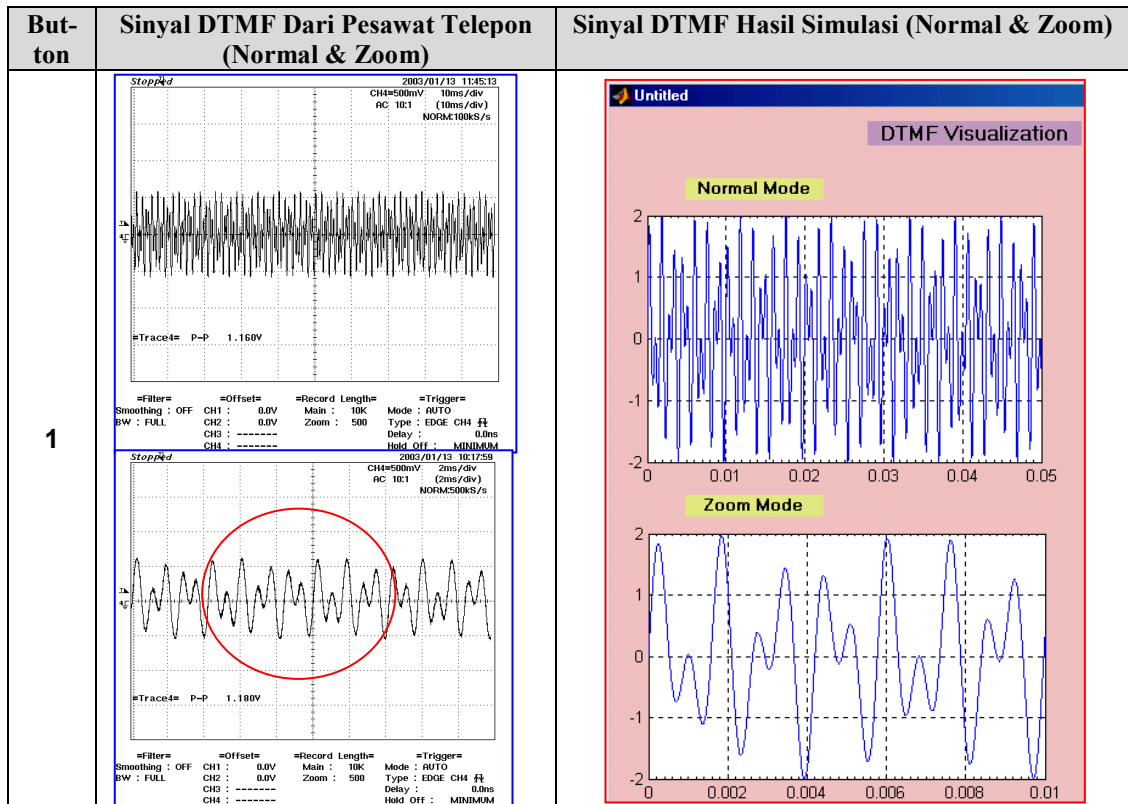 But-
ton
Sinyal DTMF Dari Pesawat Telepon
(Normal & Zoom)
Sinyal DTMF Hasil Simulasi (Normal & Zoom)
1
Stopped 2003/01/13 11:45:13
CH4=500mV 10ms/div
AC 10:1 (10ms/div)
NORM:100kS/s
=Trace4= P-P 1.160V
=Filter= =Offset= =Record Length= =Trigger=
Smoothing : OFF CH1 : 0.0V Main : 10K Mode : AUTO
BW : FULL CH2 : 0.0V Zoom : 500 Type : EDGE CH4
CH3 : ------- Delay : 0.0ns
CH4 : ------- Hold Off : MINIMUM
Stopped 2003/01/13 10:17:59
CH4=500mV 2ms/div
AC 10:1 (2ms/div)
NORM:500kS/s
=Trace4= P-P 1.180V
=Filter= =Offset= =Record Length= =Trigger=
Smoothing : OFF CH1 : 0.0V Main : 10K Mode : AUTO
BW : FULL CH2 : 0.0V Zoom : 500 Type : EDGE CH4
CH3 : ------- Delay : 0.0ns
CH4 : ------- Hold Off : MINIMUM
Untitled
DTMF Visualization
Normal Mode
2
1
0
-1
-2
0 0.01 0.02 0.03 0.04 0.05
Zoom Mode
2
1
0
-1
-2
0 0.002 0.004 0.006 0.008 0.01